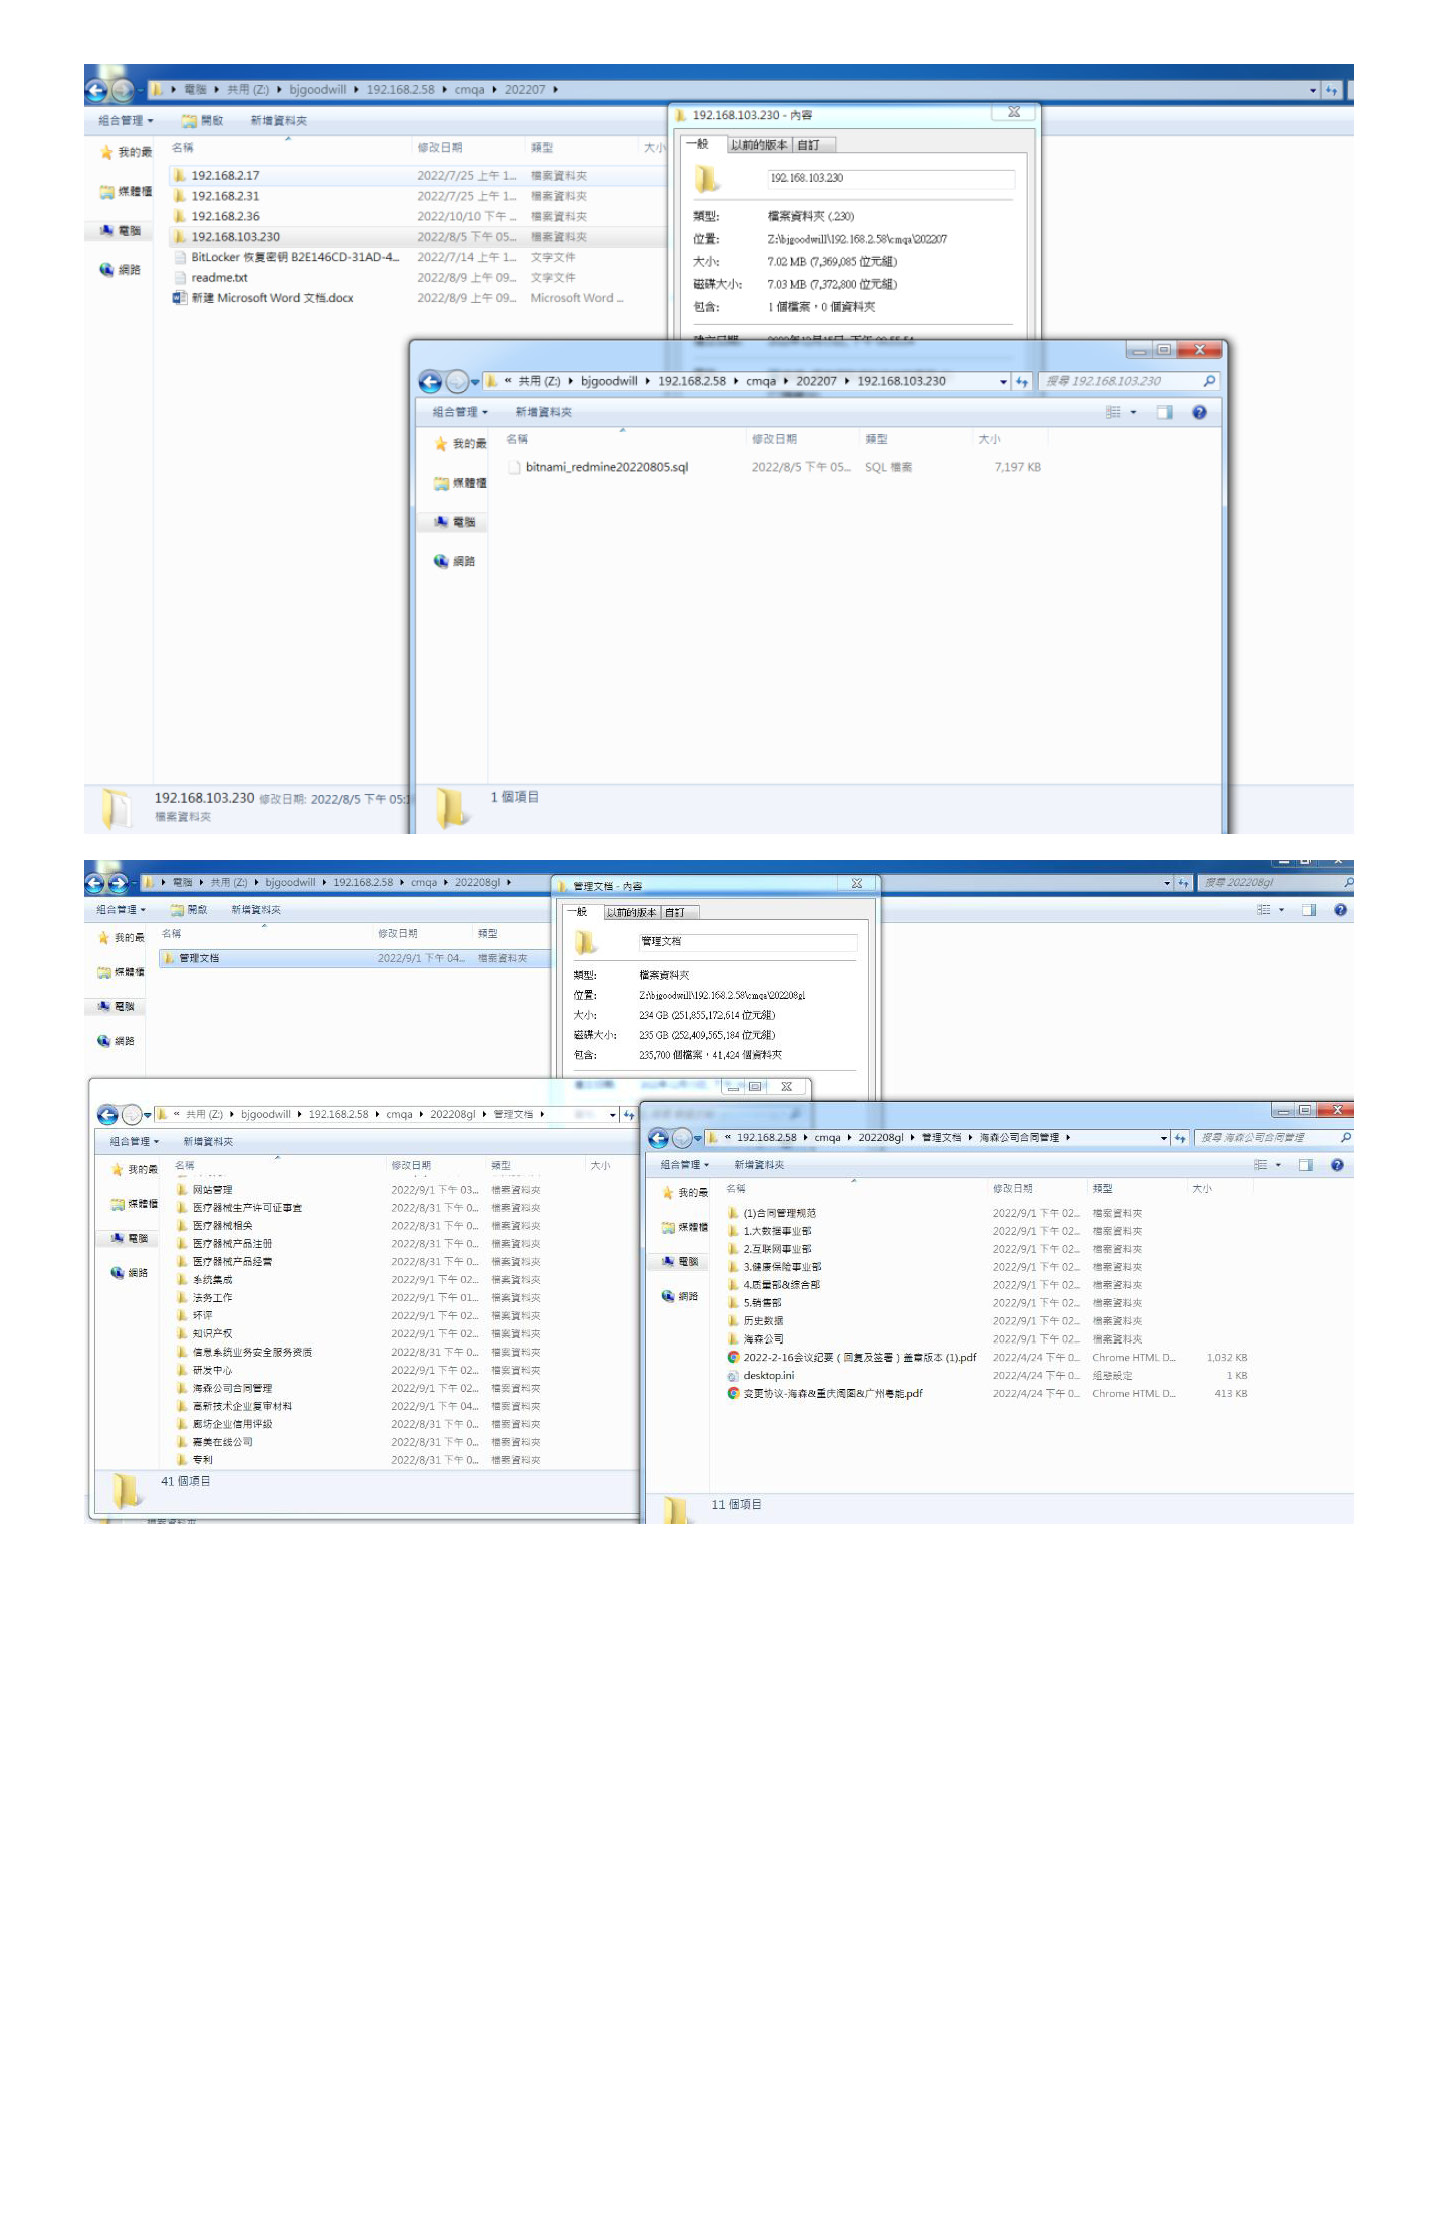 電腦 ▸ 共用 (Z:) ▸ bjgoodwill ▸ 192.168.2.58 ▸ cmqa ▸ 202207 ▸
組合管理 開啟 新增資料夾
名稱 修改日期 類型 大小
我的最
媒體櫃
電腦
網路
192.168.2.17 2022/7/25 上午 1... 檔案資料夾
192.168.2.31 2022/7/25 上午 1... 檔案資料夾
192.168.2.36 2022/10/10 下午 ... 檔案資料夾
192.168.103.230 2022/8/5 下午 05... 檔案資料夾
BitLocker 恢复密钥 B2E146CD-31AD-4... 2022/7/14 上午 1... 文字文件
readme.txt 2022/8/9 上午 09... 文字文件
新建 Microsoft Word 文档.docx 2022/8/9 上午 09... Microsoft Word ...
192.168.103.230 - 內容
一般 以前的版本 自訂
192.168.103.230
類型: 檔案資料夾 (.230)
位置: Z:\bjgoodwill\192.168.2.58\cmqa\202207
大小: 7.02 MB (7,369,085 位元組)
磁碟大小: 7.03 MB (7,372,800 位元組)
包含: 1 個檔案，0 個資料夾
« 共用 (Z:) ▸ bjgoodwill ▸ 192.168.2.58 ▸ cmqa ▸ 202207 ▸ 192.168.103.230
搜尋 192.168.103.230
組合管理 新增資料夾
名稱 修改日期 類型 大小
我的最
媒體櫃
電腦
網路
bitnami_redmine20220805.sql 2022/8/5 下午 05... SQL 檔案 7,197 KB
192.168.103.230 修改日期: 2022/8/5 下午 05:1
檔案資料夾
1 個項目
電腦 ▸ 共用 (Z:) ▸ bjgoodwill ▸ 192.168.2.58 ▸ cmqa ▸ 202208gl ▸
搜尋 202208gl
組合管理 開啟 新增資料夾
名稱 修改日期 類型
我的最
媒體櫃
電腦
網路
管理文档 2022/9/1 下午 04... 檔案資料夾
管理文档 - 內容
一般 以前的版本 自訂
管理文档
類型: 檔案資料夾
位置: Z:\bjgoodwill\192.168.2.58\cmqa\202208gl
大小: 234 GB (251,855,172,614 位元組)
磁碟大小: 235 GB (252,409,565,184 位元組)
包含: 235,700 個檔案，41,424 個資料夾
« 共用 (Z:) ▸ bjgoodwill ▸ 192.168.2.58 ▸ cmqa ▸ 202208gl ▸ 管理文档 ▸
組合管理 新增資料夾
名稱 修改日期 類型 大小
我的最
媒體櫃
電腦
網路
网站管理 2022/9/1 下午 03... 檔案資料夾
医疗器械生产许可证事宜 2022/8/31 下午 0... 檔案資料夾
医疗器械相关 2022/8/31 下午 0... 檔案資料夾
医疗器械产品注册 2022/8/31 下午 0... 檔案資料夾
医疗器械产品经营 2022/8/31 下午 0... 檔案資料夾
系统集成 2022/9/1 下午 02... 檔案資料夾
法务工作 2022/9/1 下午 01... 檔案資料夾
环评 2022/9/1 下午 02... 檔案資料夾
知识产权 2022/9/1 下午 02... 檔案資料夾
信息系统业务安全服务资质 2022/8/31 下午 0... 檔案資料夾
研发中心 2022/9/1 下午 02... 檔案資料夾
海森公司合同管理 2022/9/1 下午 02... 檔案資料夾
高新技术企业复审材料 2022/9/1 下午 04... 檔案資料夾
廊坊企业信用评级 2022/8/31 下午 0... 檔案資料夾
嘉美在线公司 2022/8/31 下午 0... 檔案資料夾
专利 2022/8/31 下午 0... 檔案資料夾
41 個項目
« 192.168.2.58 ▸ cmqa ▸ 202208gl ▸ 管理文档 ▸ 海森公司合同管理 ▸
搜尋 海森公司合同管理
組合管理 新增資料夾
名稱 修改日期 類型 大小
我的最
媒體櫃
電腦
網路
(1)合同管理规范 2022/9/1 下午 02... 檔案資料夾
1.大数据事业部 2022/9/1 下午 02... 檔案資料夾
2.互联网事业部 2022/9/1 下午 02... 檔案資料夾
3.健康保险事业部 2022/9/1 下午 02... 檔案資料夾
4.质量部&综合部 2022/9/1 下午 02... 檔案資料夾
5.销售部 2022/9/1 下午 02... 檔案資料夾
历史数据 2022/9/1 下午 02... 檔案資料夾
海森公司 2022/9/1 下午 02... 檔案資料夾
2022-2-16会议纪要（回复及签署）盖章版本 (1).pdf 2022/4/24 下午 0... Chrome HTML D... 1,032 KB
desktop.ini 2022/4/24 下午 0... 組態設定 1 KB
变更协议-海森&重庆阅图&广州粤能.pdf 2022/4/24 下午 0... Chrome HTML D... 413 KB
11 個項目